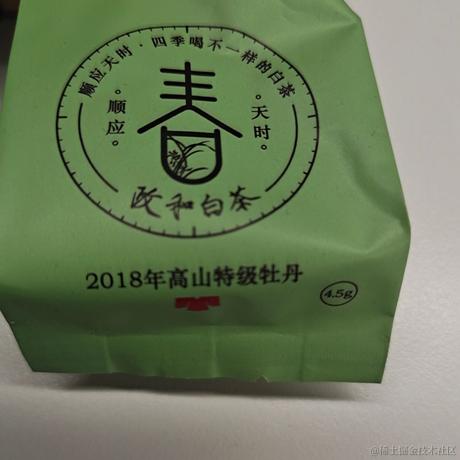 顺应天时·四季喝不一样的白茶
春
。顺应。
。天时。
政和白茶
2018年高山特级牡丹
4.5g
@稀土掘金技术社区